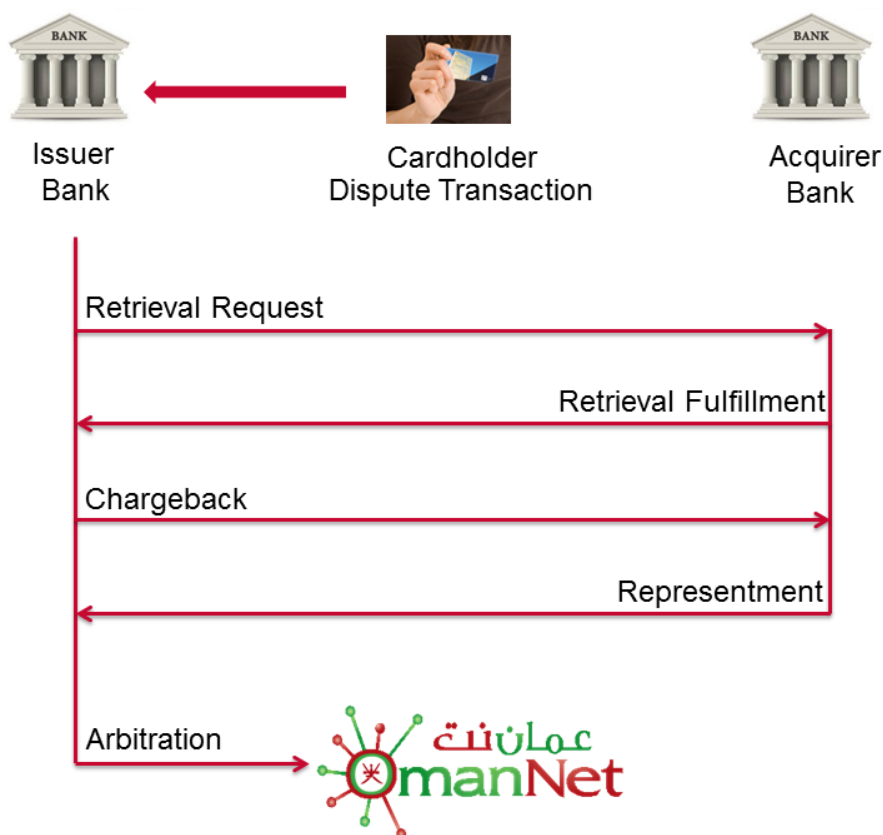 BANK
BANK
Issuer
Bank
Cardholder
Dispute Transaction
Acquirer
Bank
Retrieval Request
Retrieval Fulfillment
Chargeback
Representment
Arbitration
عمان نت
OmanNet